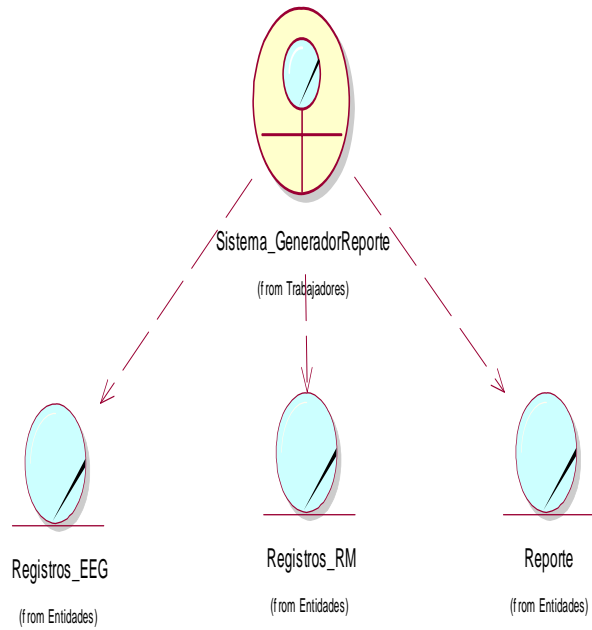 Sistema_GeneradorReporte
(from Trabajadores)
Registros_EEG
(from Entidades)
Registros_RM
(from Entidades)
Reporte
(from Entidades)